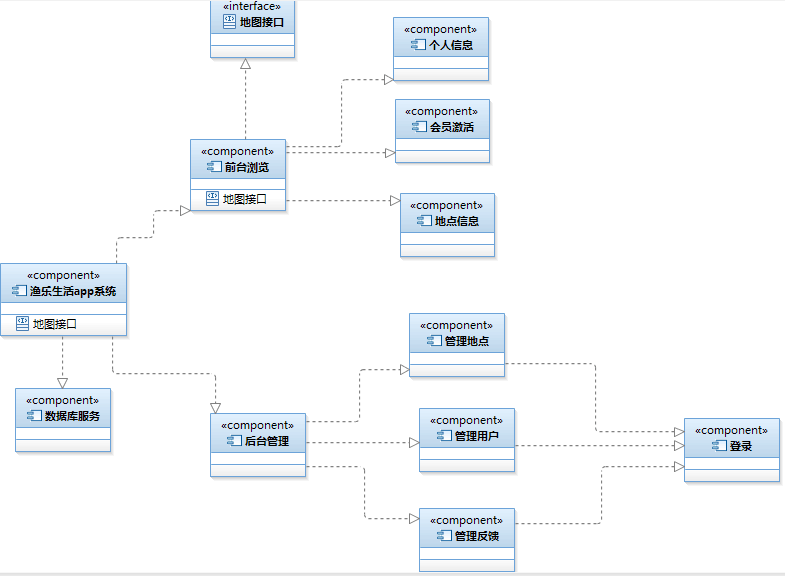 «interface»
地图接口
«component»
个人信息
«component»
会员激活
«component»
前台浏览
地图接口
«component»
地点信息
«component»
渔乐生活app系统
地图接口
«component»
管理地点
«component»
数据库服务
«component»
后台管理
«component»
管理用户
«component»
登录
«component»
管理反馈